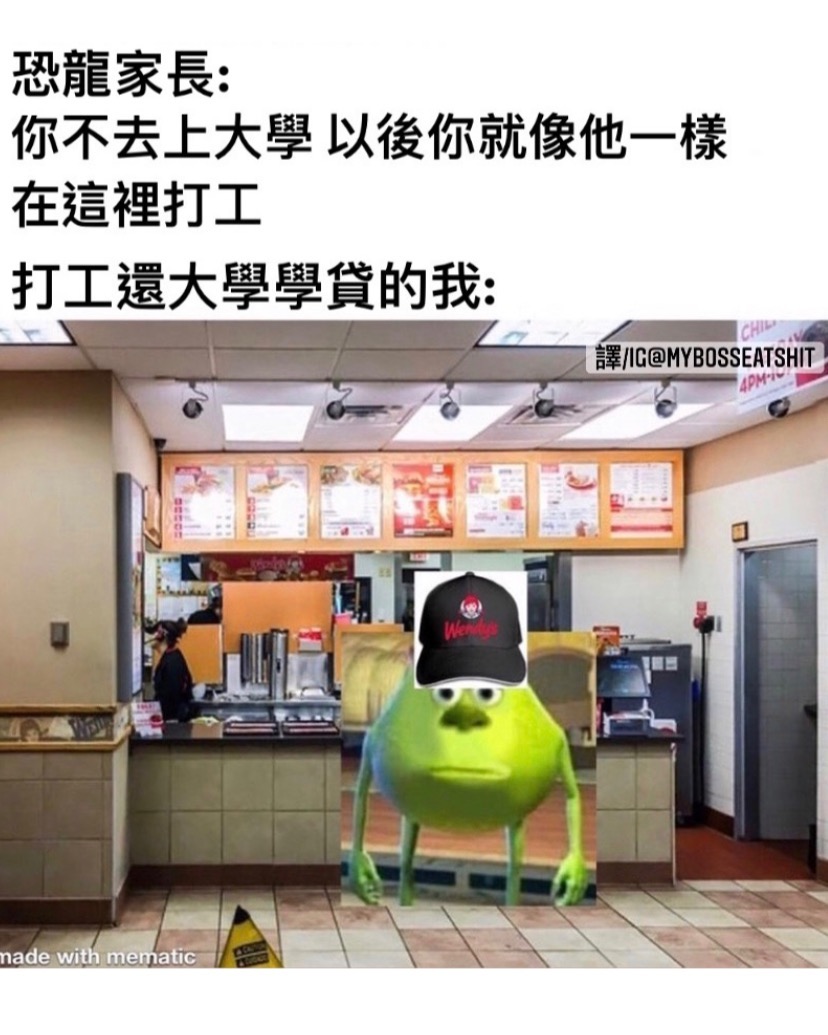 恐龍家長:
你不去上大學 以後你就像他一樣
在這裡打工
打工還大學學貸的我:
譯/IG@MYBOSSEATSHIT
4PM-
Wendy's
made with mematic